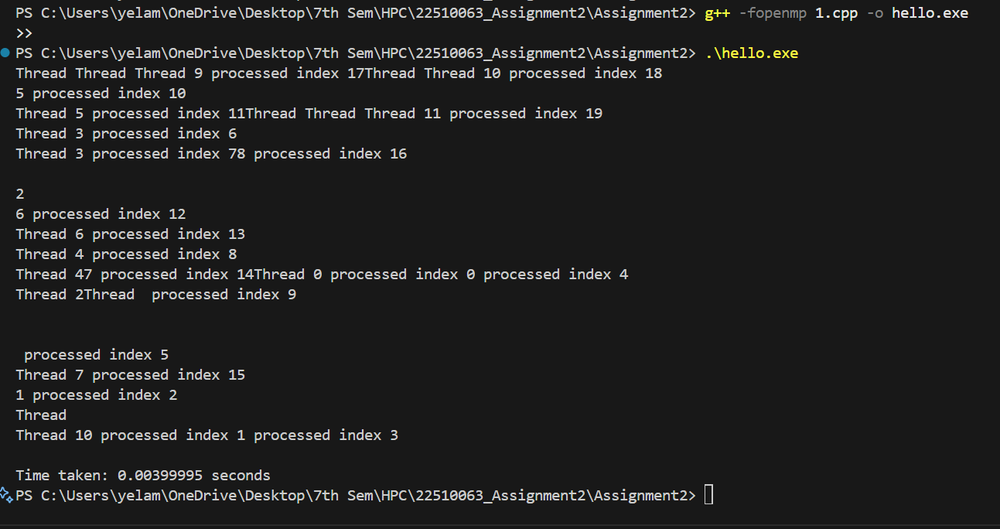 PS C:\Users\yelam\OneDrive\Desktop\7th Sem\HPC\22510063_Assignment2\Assignment2> g++ -fopenmp 1.cpp -o hello.exe
>>
PS C:\Users\yelam\OneDrive\Desktop\7th Sem\HPC\22510063_Assignment2\Assignment2> .\hello.exe
Thread Thread Thread 9 processed index 17Thread Thread 10 processed index 18
5 processed index 10
Thread 5 processed index 11Thread Thread Thread 11 processed index 19
Thread 3 processed index 6
Thread 3 processed index 78 processed index 16
2
6 processed index 12
Thread 6 processed index 13
Thread 4 processed index 8
Thread 47 processed index 14Thread 0 processed index 0 processed index 4
Thread 2Thread  processed index 9
 processed index 5
Thread 7 processed index 15
1 processed index 2
Thread
Thread 10 processed index 1 processed index 3
Time taken: 0.00399995 seconds
PS C:\Users\yelam\OneDrive\Desktop\7th Sem\HPC\22510063_Assignment2\Assignment2>